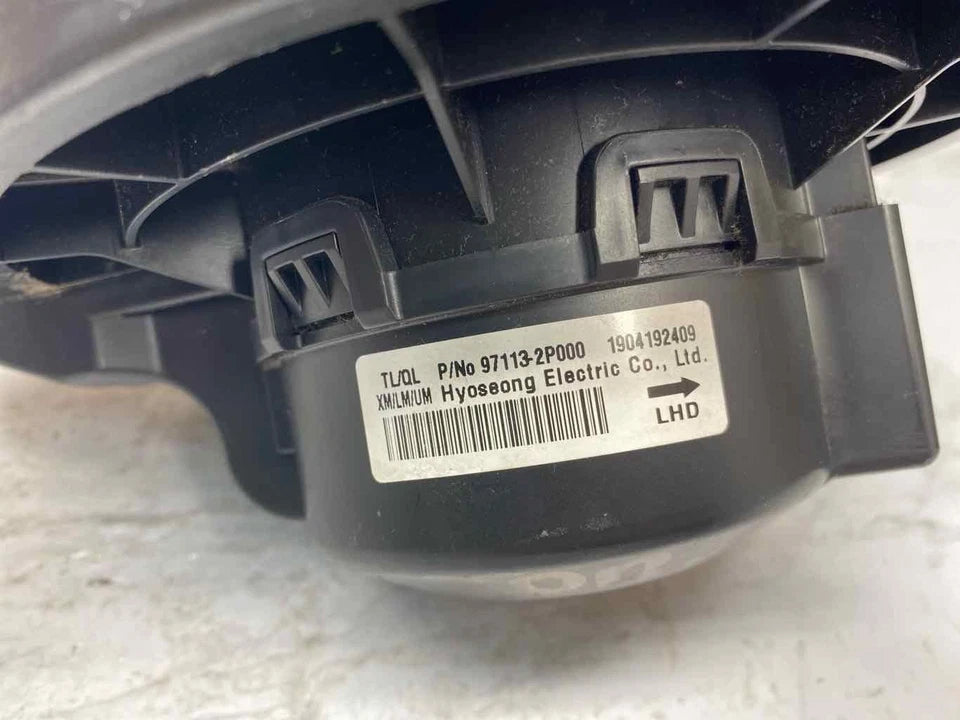 TL/QL P/No 97113-2P000 1904192409
XM/LM/UM Hyoseong Electric Co., Ltd.
LHD